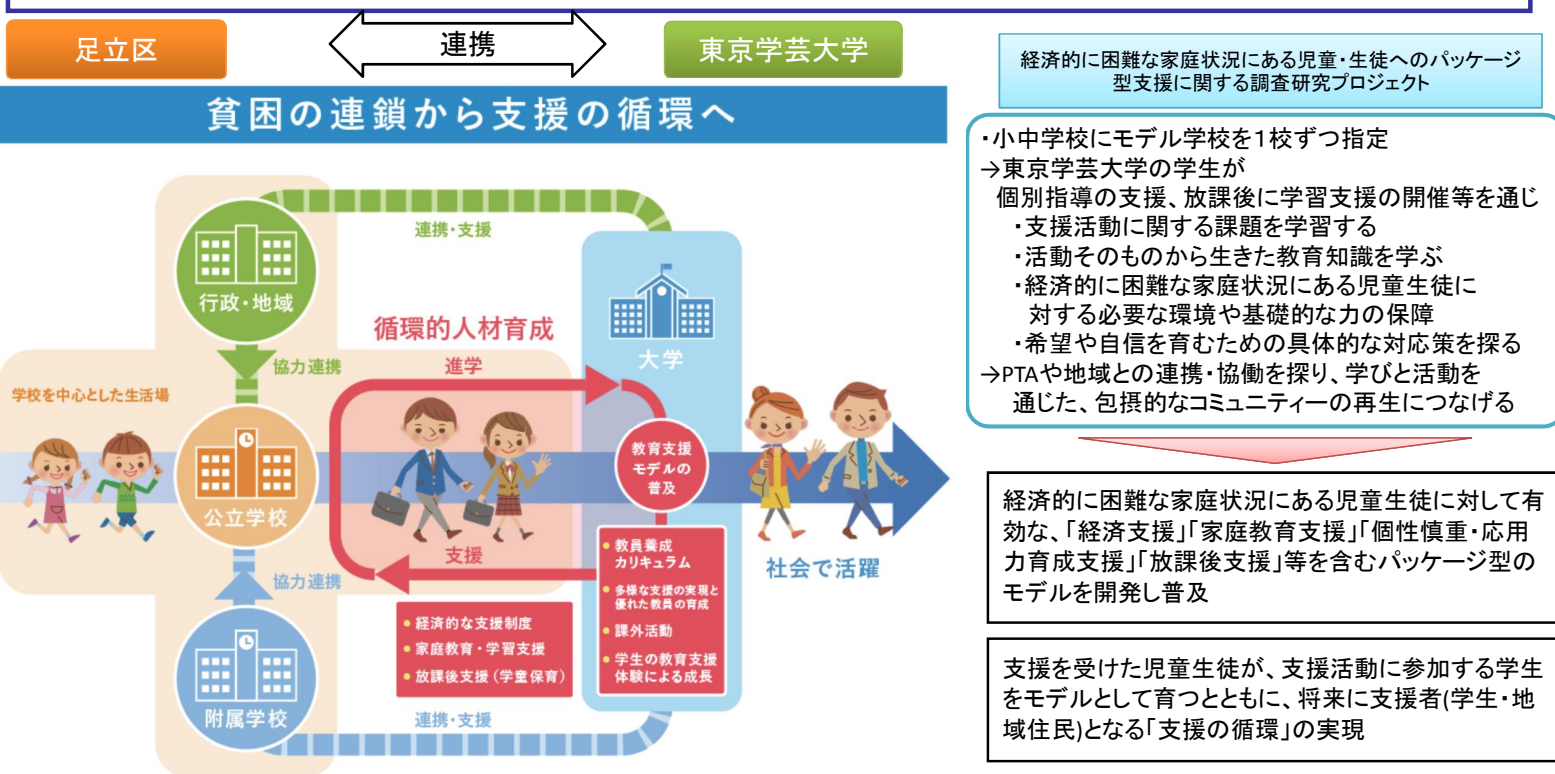 足立区
連携
東京学芸大学
貧困の連鎖から支援の循環へ
行政・地域
連携・支援
大学
循環的人材育成
進学
協力連携
学校を中心とした生活場
公立学校
教育支援
モデルの
普及
支援
社会で活躍
協力連携
附属学校
• 経済的な支援制度
• 家庭教育・学習支援
• 放課後支援(学童保育)
• 教員養成
カリキュラム
• 多様な支援の実現と
優れた教員の育成
• 課外活動
• 学生の教育支援
体験による成長
連携・支援
経済的に困難な家庭状況にある児童・生徒へのパッケージ
型支援に関する調査研究プロジェクト
・小中学校にモデル学校を1校ずつ指定
→東京学芸大学の学生が
個別指導の支援、放課後に学習支援の開催等を通じ
・支援活動に関する課題を学習する
・活動そのものから生きた教育知識を学ぶ
・経済的に困難な家庭状況にある児童生徒に
対する必要な環境や基礎的な力の保障
・希望や自信を育むための具体的な対応策を探る
→PTAや地域との連携・協働を探り、学びと活動を
通じた、包摂的なコミュニティーの再生につなげる
経済的に困難な家庭状況にある児童生徒に対して有
効な、「経済支援」「家庭教育支援」「個性慎重・応用
力育成支援」「放課後支援」等を含むパッケージ型の
モデルを開発し普及
支援を受けた児童生徒が、支援活動に参加する学生
をモデルとして育つとともに、将来に支援者(学生・地
域住民)となる「支援の循環」の実現